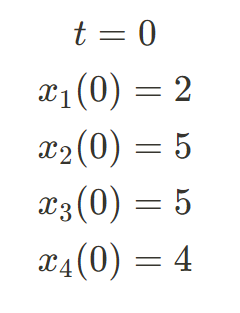 t = 0
x₁(0) = 2
x₂(0) = 5
x₃(0) = 5
x₄(0) = 4